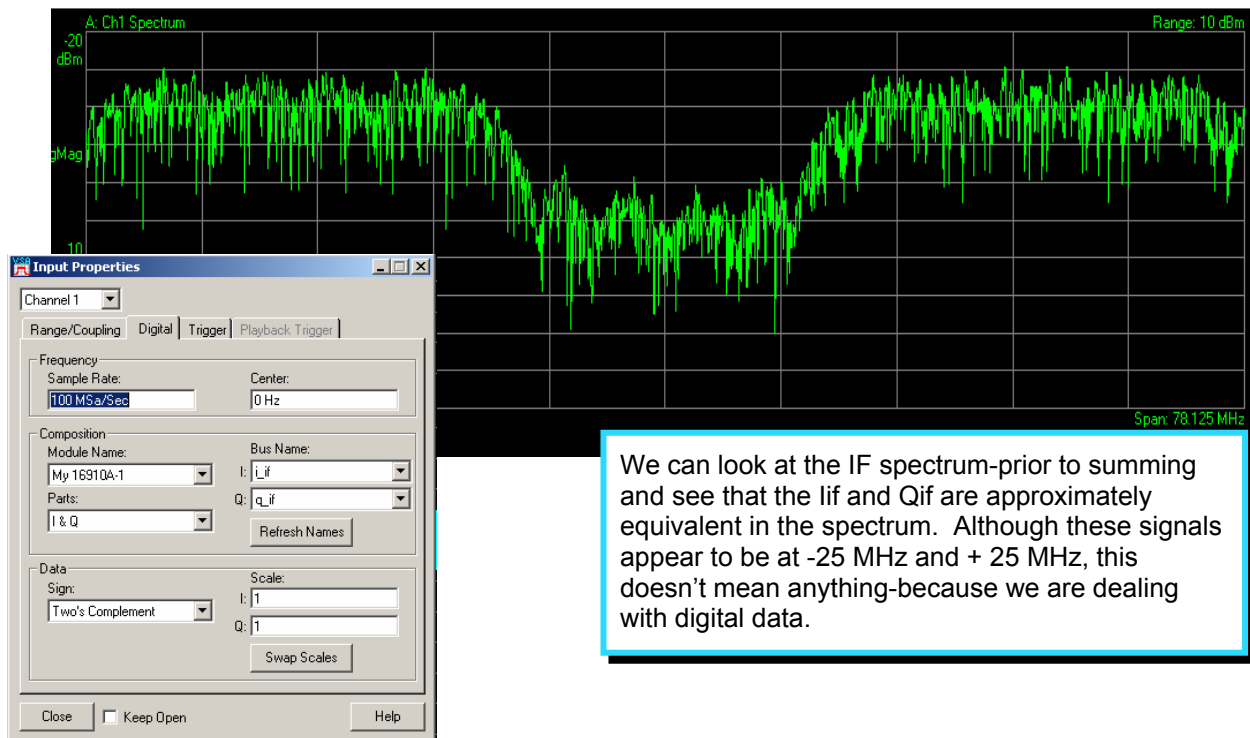 A: Ch1 Spectrum
Range: 10 dBm
-20
dBm
gMag
10
Span: 78.125 MHz
Input Properties
Channel 1
Range/Coupling Digital Trigger Playback Trigger
Frequency
Sample Rate: Center:
100 MSa/Sec 0 Hz
Composition
Module Name: Bus Name:
My 16910A-1 I: i_if
Parts: Q: q_if
I & Q
Refresh Names
Data
Sign: Scale:
Two's Complement I: 1
Q: 1
Swap Scales
Close Keep Open Help
We can look at the IF spectrum-prior to summing
and see that the Iif and Qif are approximately
equivalent in the spectrum. Although these signals
appear to be at -25 MHz and + 25 MHz, this
doesn’t mean anything-because we are dealing
with digital data.